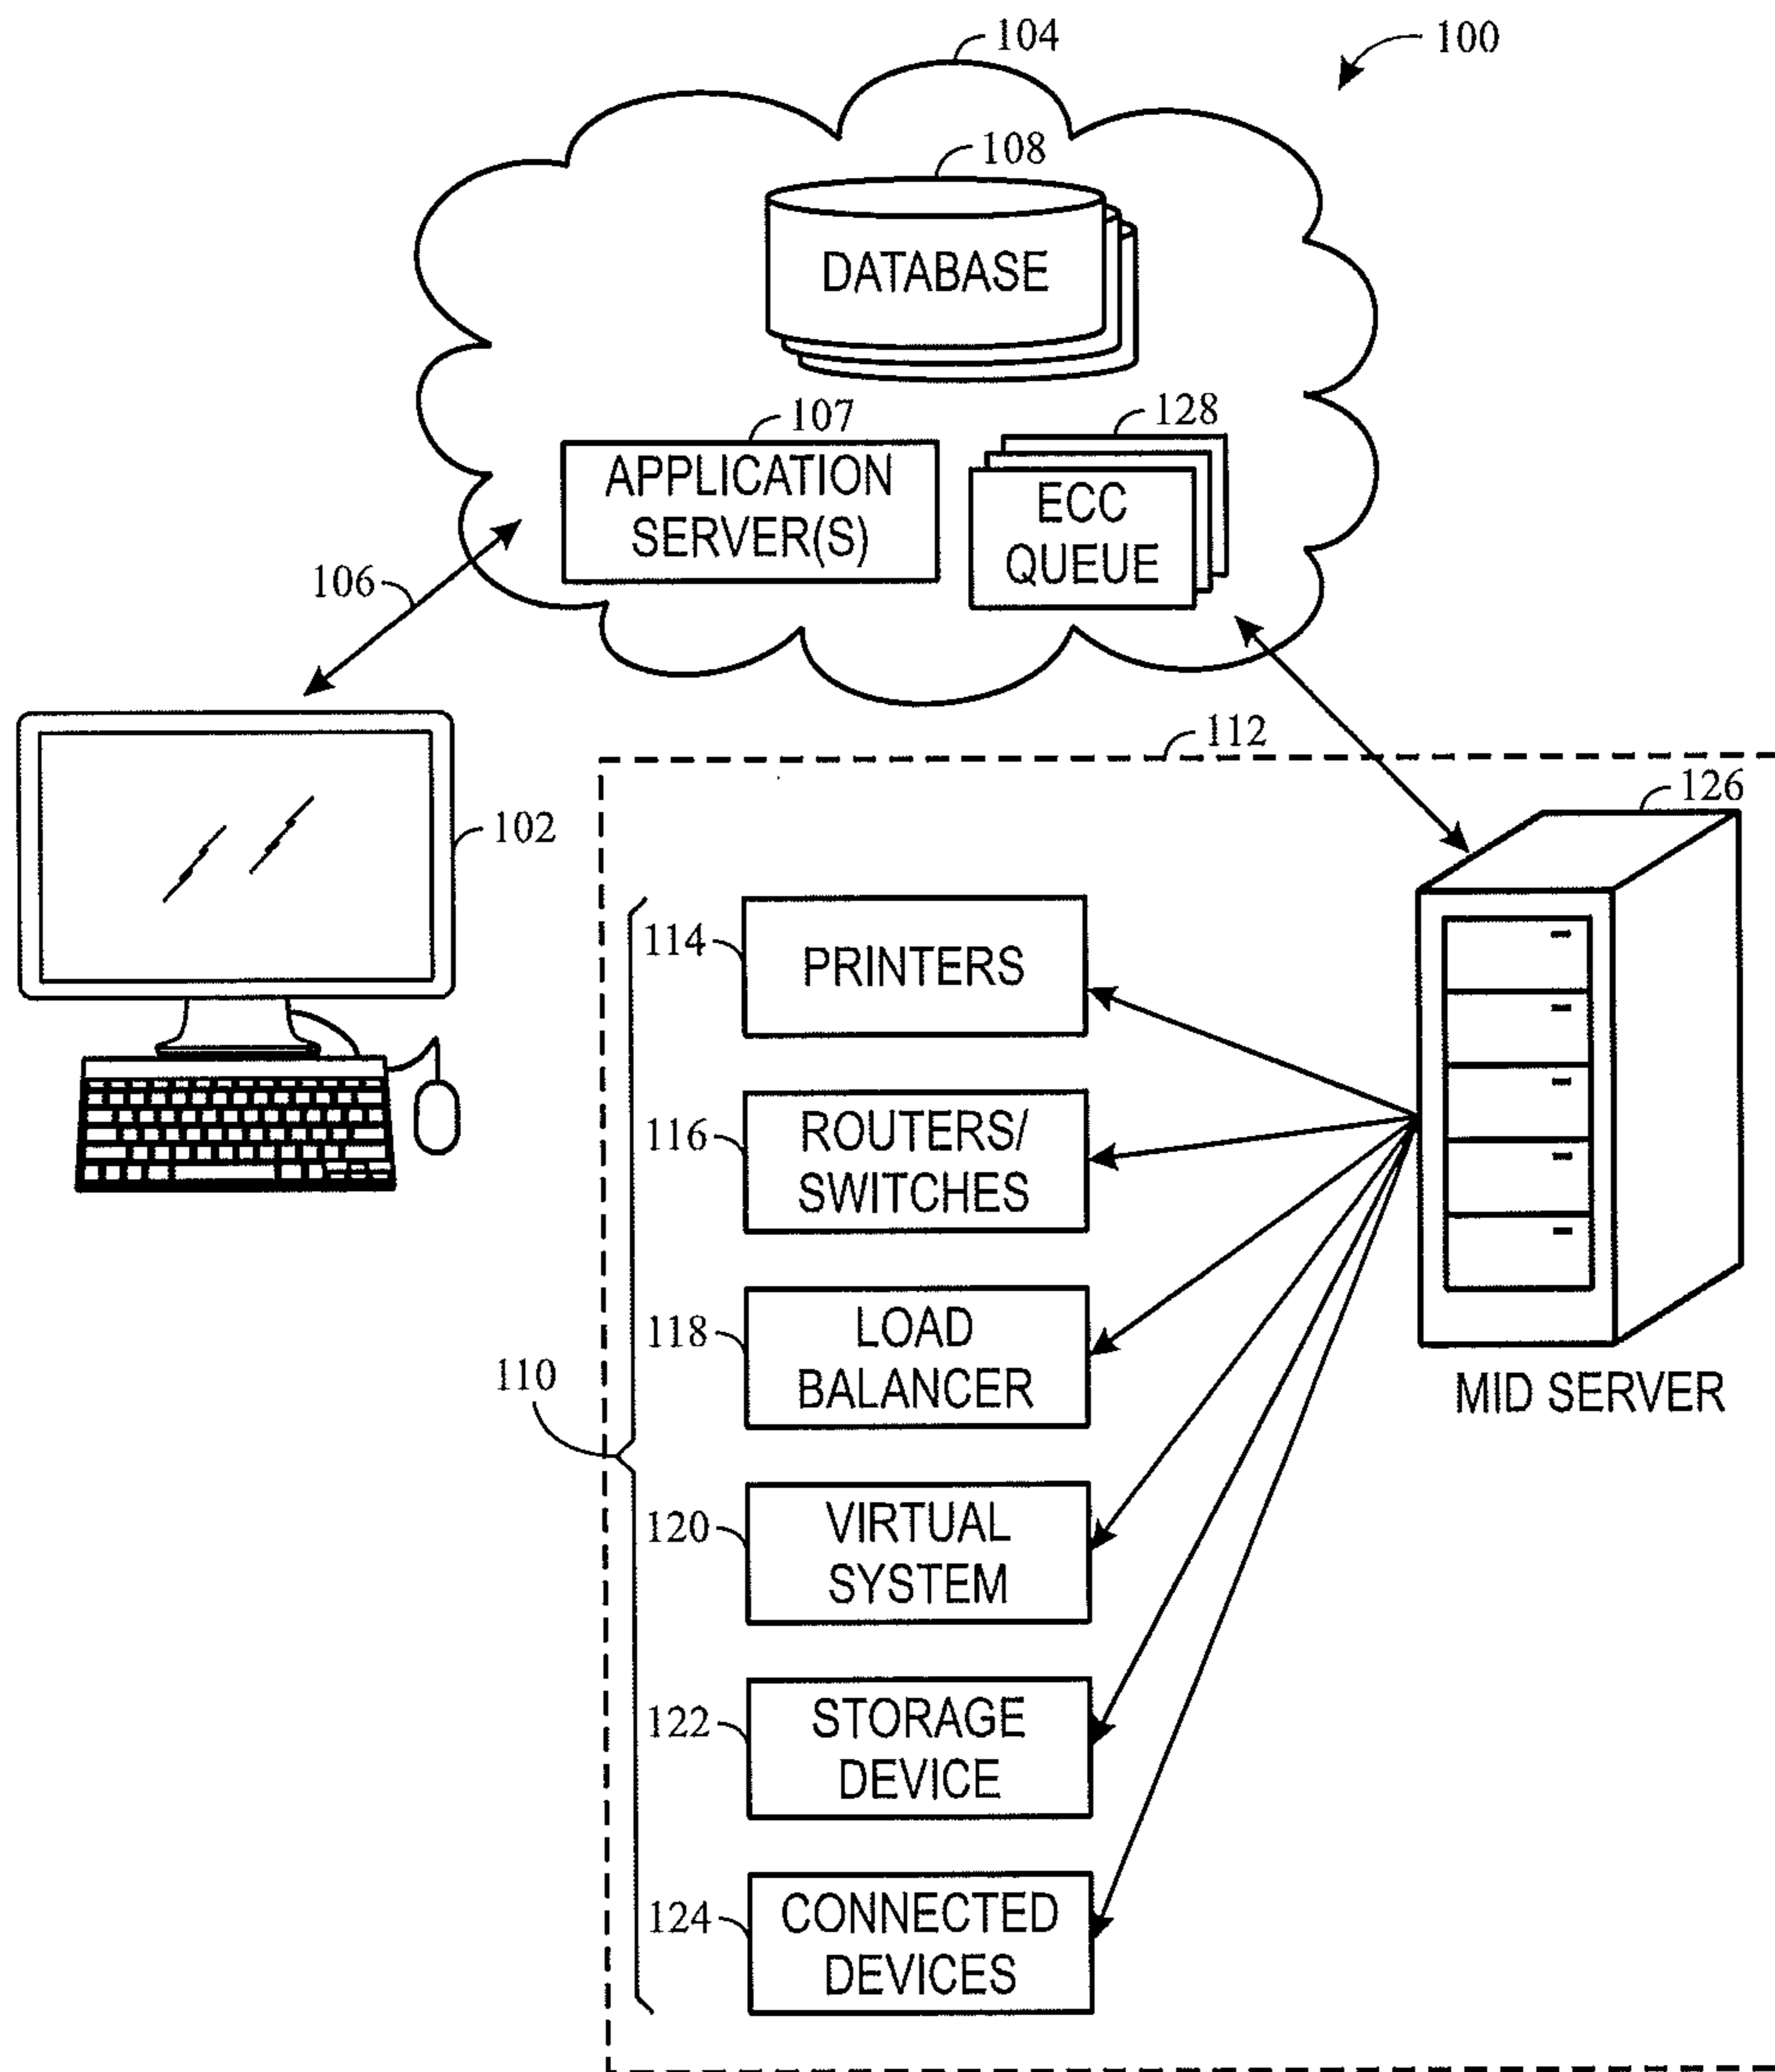 104
100
108
DATABASE
107
128
APPLICATION
SERVER(S)
ECC
QUEUE
106
112
126
102
114
PRINTERS
116
ROUTERS/
SWITCHES
118
LOAD
BALANCER
MID SERVER
110
120
VIRTUAL
SYSTEM
122
STORAGE
DEVICE
124
CONNECTED
DEVICES